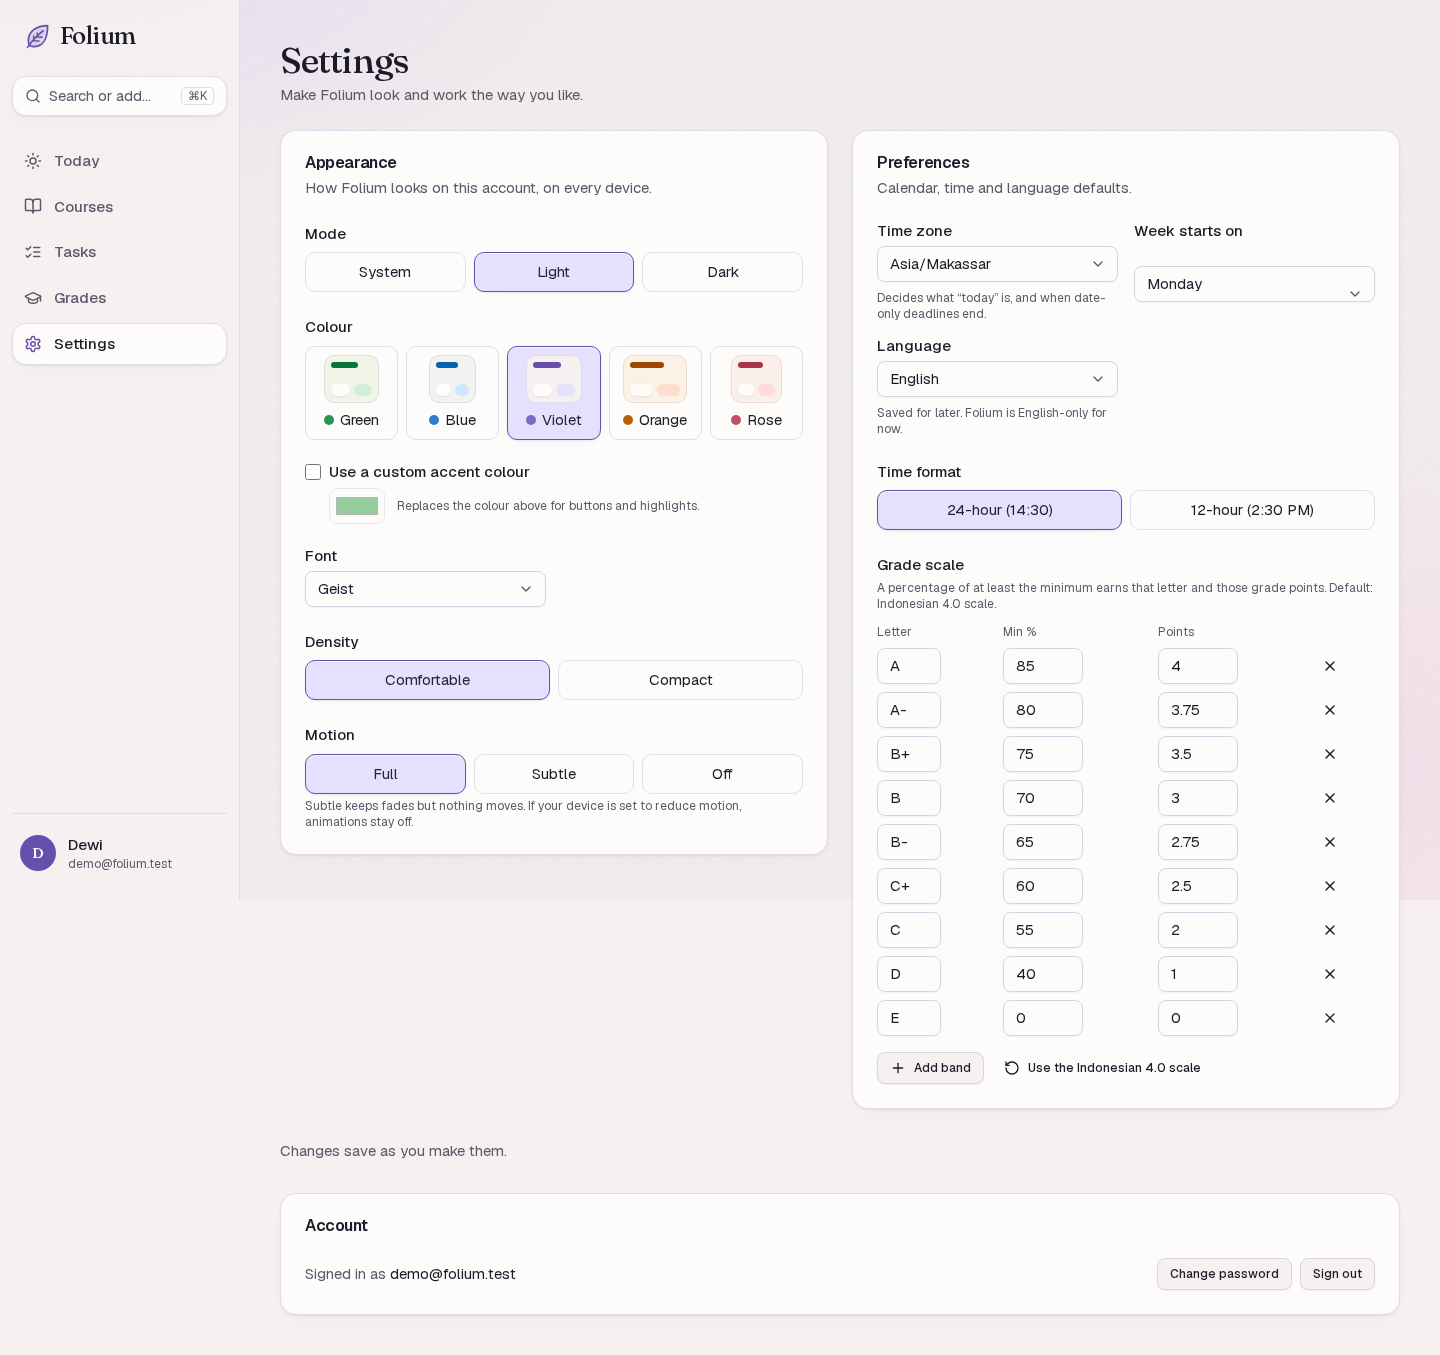 Folium
Search or add...
⌘K
Today
Courses
Tasks
Grades
Settings
D
Dewi
demo@folium.test
Settings
Make Folium look and work the way you like.
Appearance
How Folium looks on this account, on every device.
Mode
System
Light
Dark
Colour
Green
Blue
Violet
Orange
Rose
Use a custom accent colour
Replaces the colour above for buttons and highlights.
Font
Geist
Density
Comfortable
Compact
Motion
Full
Subtle
Off
Subtle keeps fades but nothing moves. If your device is set to reduce motion,
animations stay off.
Preferences
Calendar, time and language defaults.
Time zone
Asia/Makassar
Decides what “today” is, and when date-
only deadlines end.
Week starts on
Monday
Language
English
Saved for later. Folium is English-only for
now.
Time format
24-hour (14:30)
12-hour (2:30 PM)
Grade scale
A percentage of at least the minimum earns that letter and those grade points. Default:
Indonesian 4.0 scale.
Letter Min % Points
A 85 4
A- 80 3.75
B+ 75 3.5
B 70 3
B- 65 2.75
C+ 60 2.5
C 55 2
D 40 1
E 0 0
Add band
Use the Indonesian 4.0 scale
Changes save as you make them.
Account
Signed in as demo@folium.test
Change password
Sign out